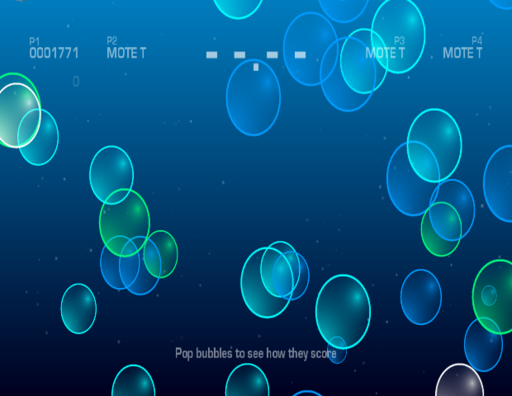 P1
0001771
P2
MOTE T
P3
MOTE T
P4
MOTE T
0
Pop bubbles to see how they score